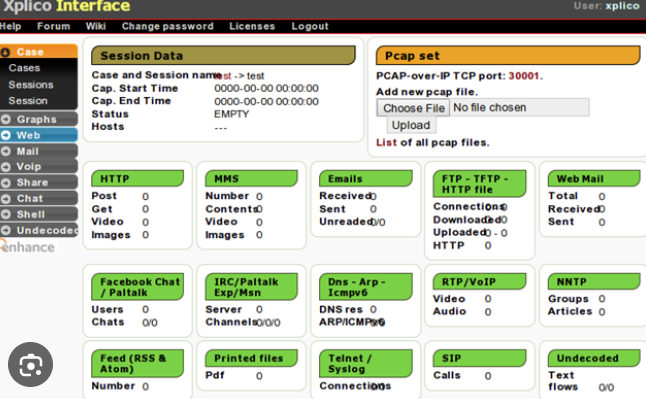 Xplico Interface
User: xplico
Help Forum Wiki Change password Licenses Logout
Case
Cases
Sessions
Session
Graphs
Web
Mail
Voip
Share
Chat
Shell
Undecoded
enhance
Session Data
Case and Session name test -> test
Cap. Start Time 0000-00-00 00:00:00
Cap. End Time 0000-00-00 00:00:00
Status EMPTY
Hosts ---
Pcap set
PCAP-over-IP TCP port: 30001.
Add new pcap file.
Choose File No file chosen
Upload
List of all pcap files.
HTTP
Post 0
Get 0
Video 0
Images 0
MMS
Number 0
Contents 0
Video 0
Images 0
Emails
Received 0
Sent 0
Unreaded 0/0
FTP - TFTP -
HTTP file
Connections
Downloaded
Uploaded 0 - 0
HTTP 0
Web Mail
Total 0
Received 0
Sent 0
Facebook Chat
/ Paltalk
Users 0
Chats 0/0
IRC/Paltalk
Exp/Msn
Server 0
Channels 0/0/0
Dns - Arp -
Icmpv6
DNS res 0
ARP/ICMPv6
RTP/VoIP
Video 0
Audio 0
NNTP
Groups 0
Articles 0
Feed (RSS &
Atom)
Number 0
Printed files
Pdf 0
Telnet /
Syslog
Connections
SIP
Calls 0
Undecoded
Text
flows 0/0